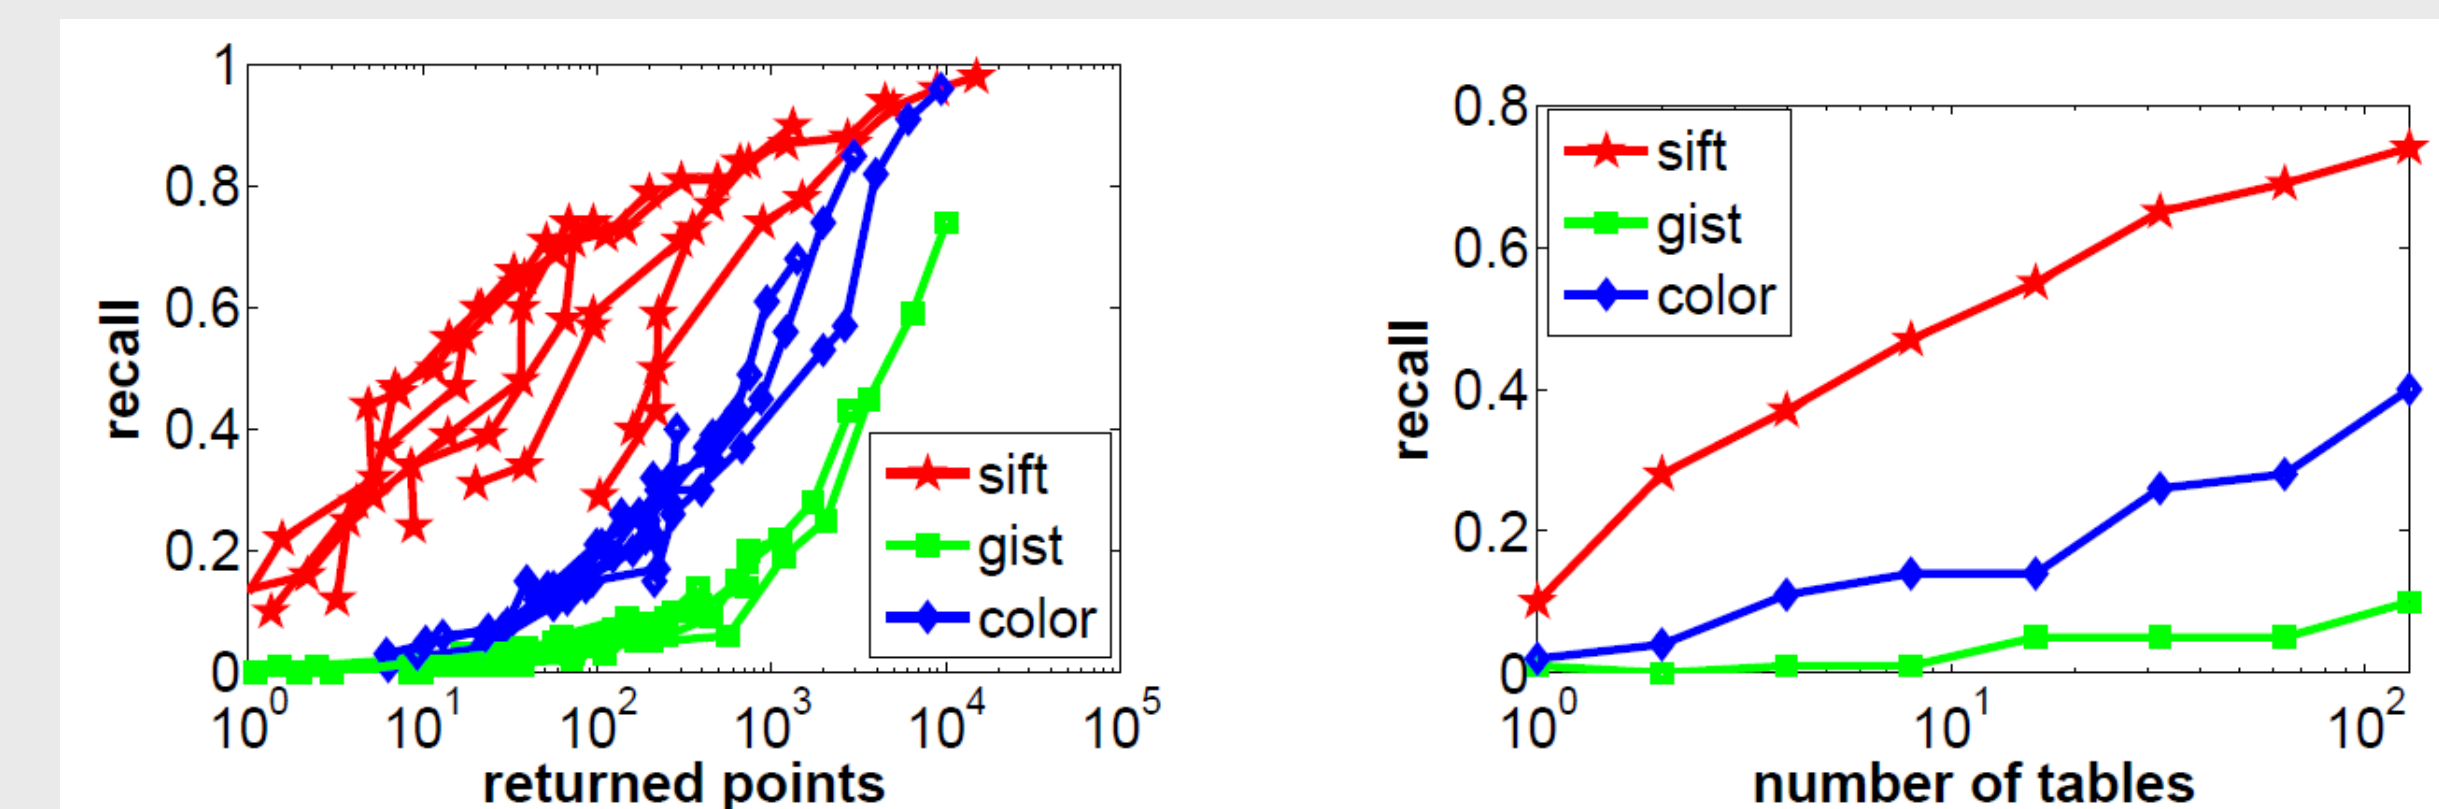 1
0.8
0.6
0.4
0.2
0
recall
sift
gist
color
10^0 10^1 10^2 10^3 10^4 10^5
returned points
0.8
0.6
0.4
0.2
0
recall
sift
gist
color
10^0 10^1 10^2
number of tables